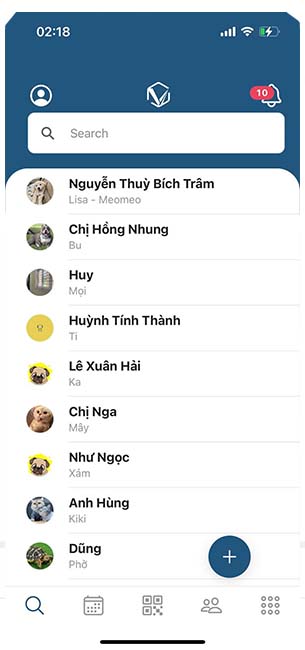 02:18
10
Search
Nguyễn Thuỳ Bích Trâm
Lisa - Meomeo
Chị Hồng Nhung
Bu
Huy
Mọi
Huỳnh Tính Thành
Ti
Lê Xuân Hải
Ka
Chị Nga
Mây
Như Ngọc
Xám
Anh Hùng
Kiki
Dũng
Phở